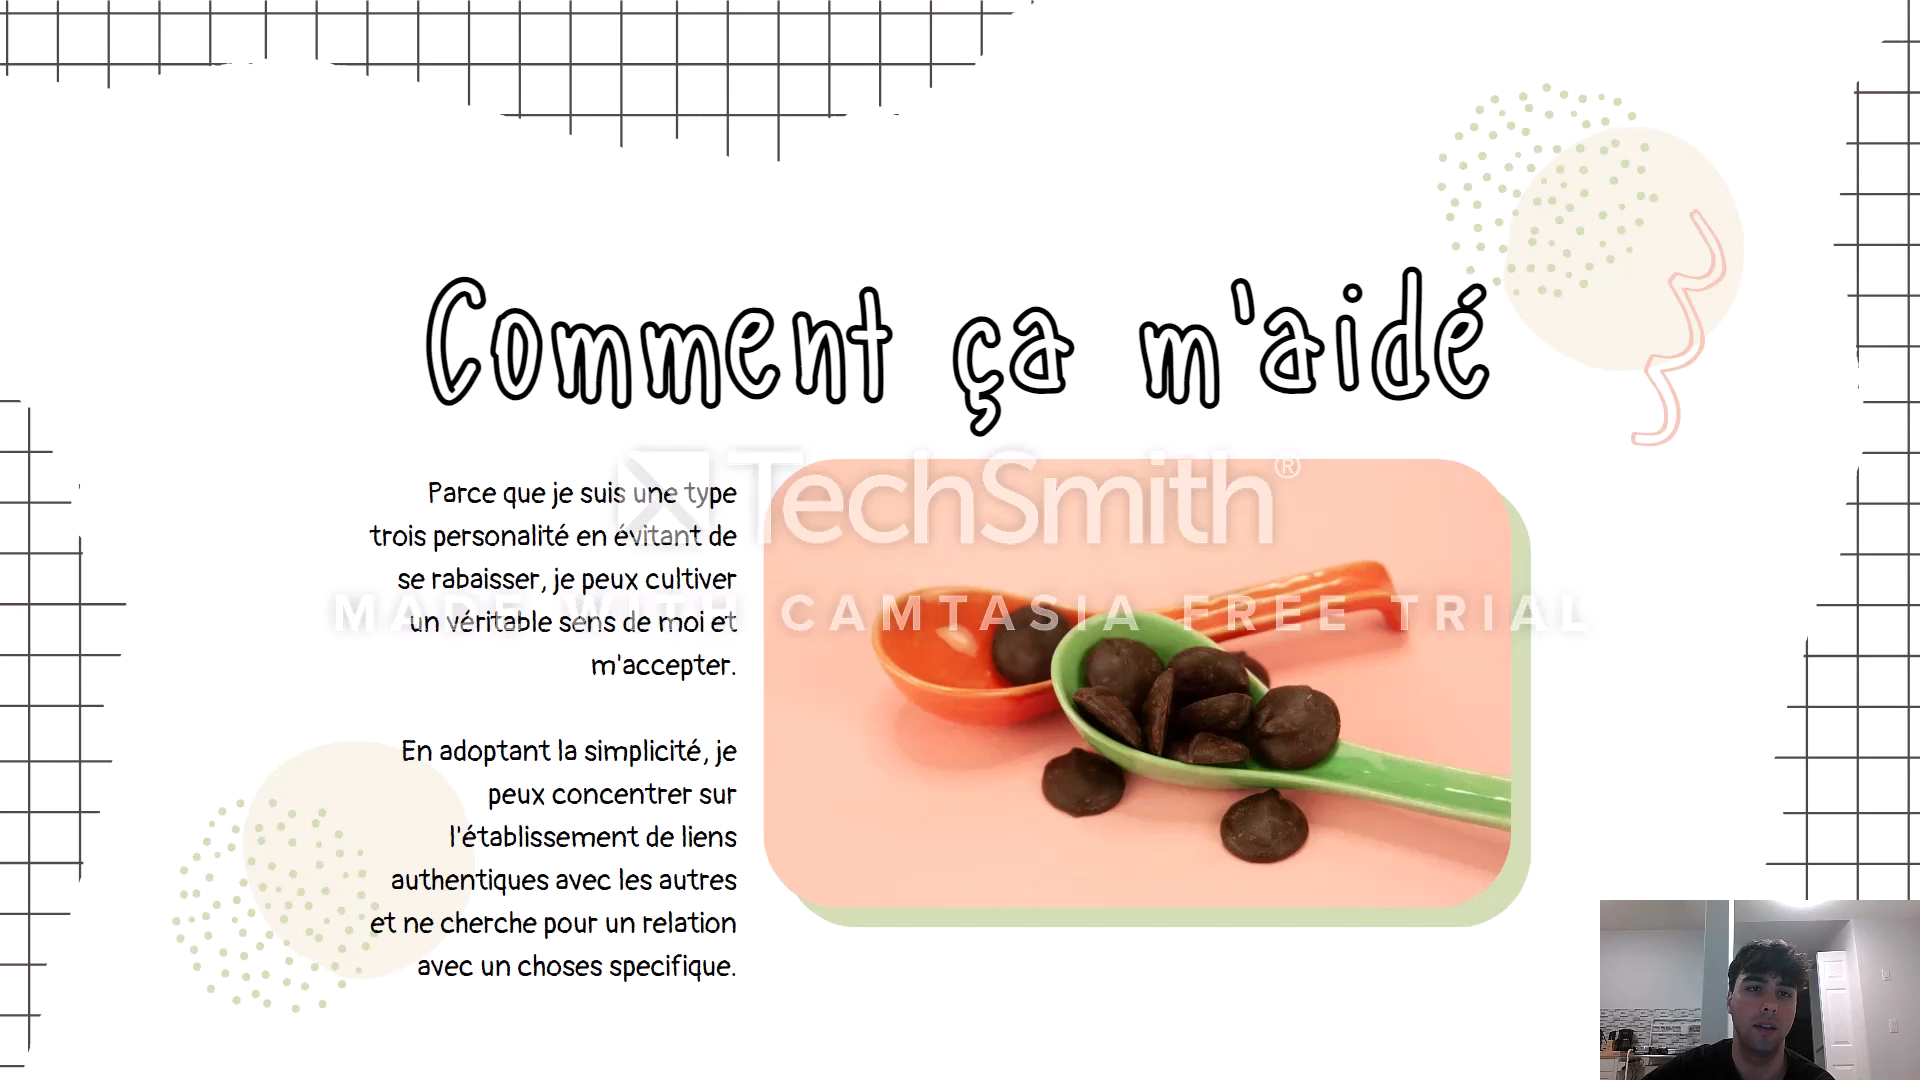 Comment ça m'aidé
Parce que je suis une type
trois personalité en évitant de
se rabaisser, je peux cultiver
un véritable sens de moi et
m'accepter.
En adoptant la simplicité, je
peux concentrer sur
l'établissement de liens
authentiques avec les autres
et ne cherche pour un relation
avec un choses specifique.
TechSmith®
MADE WITH CAMTASIA FREE TRIAL